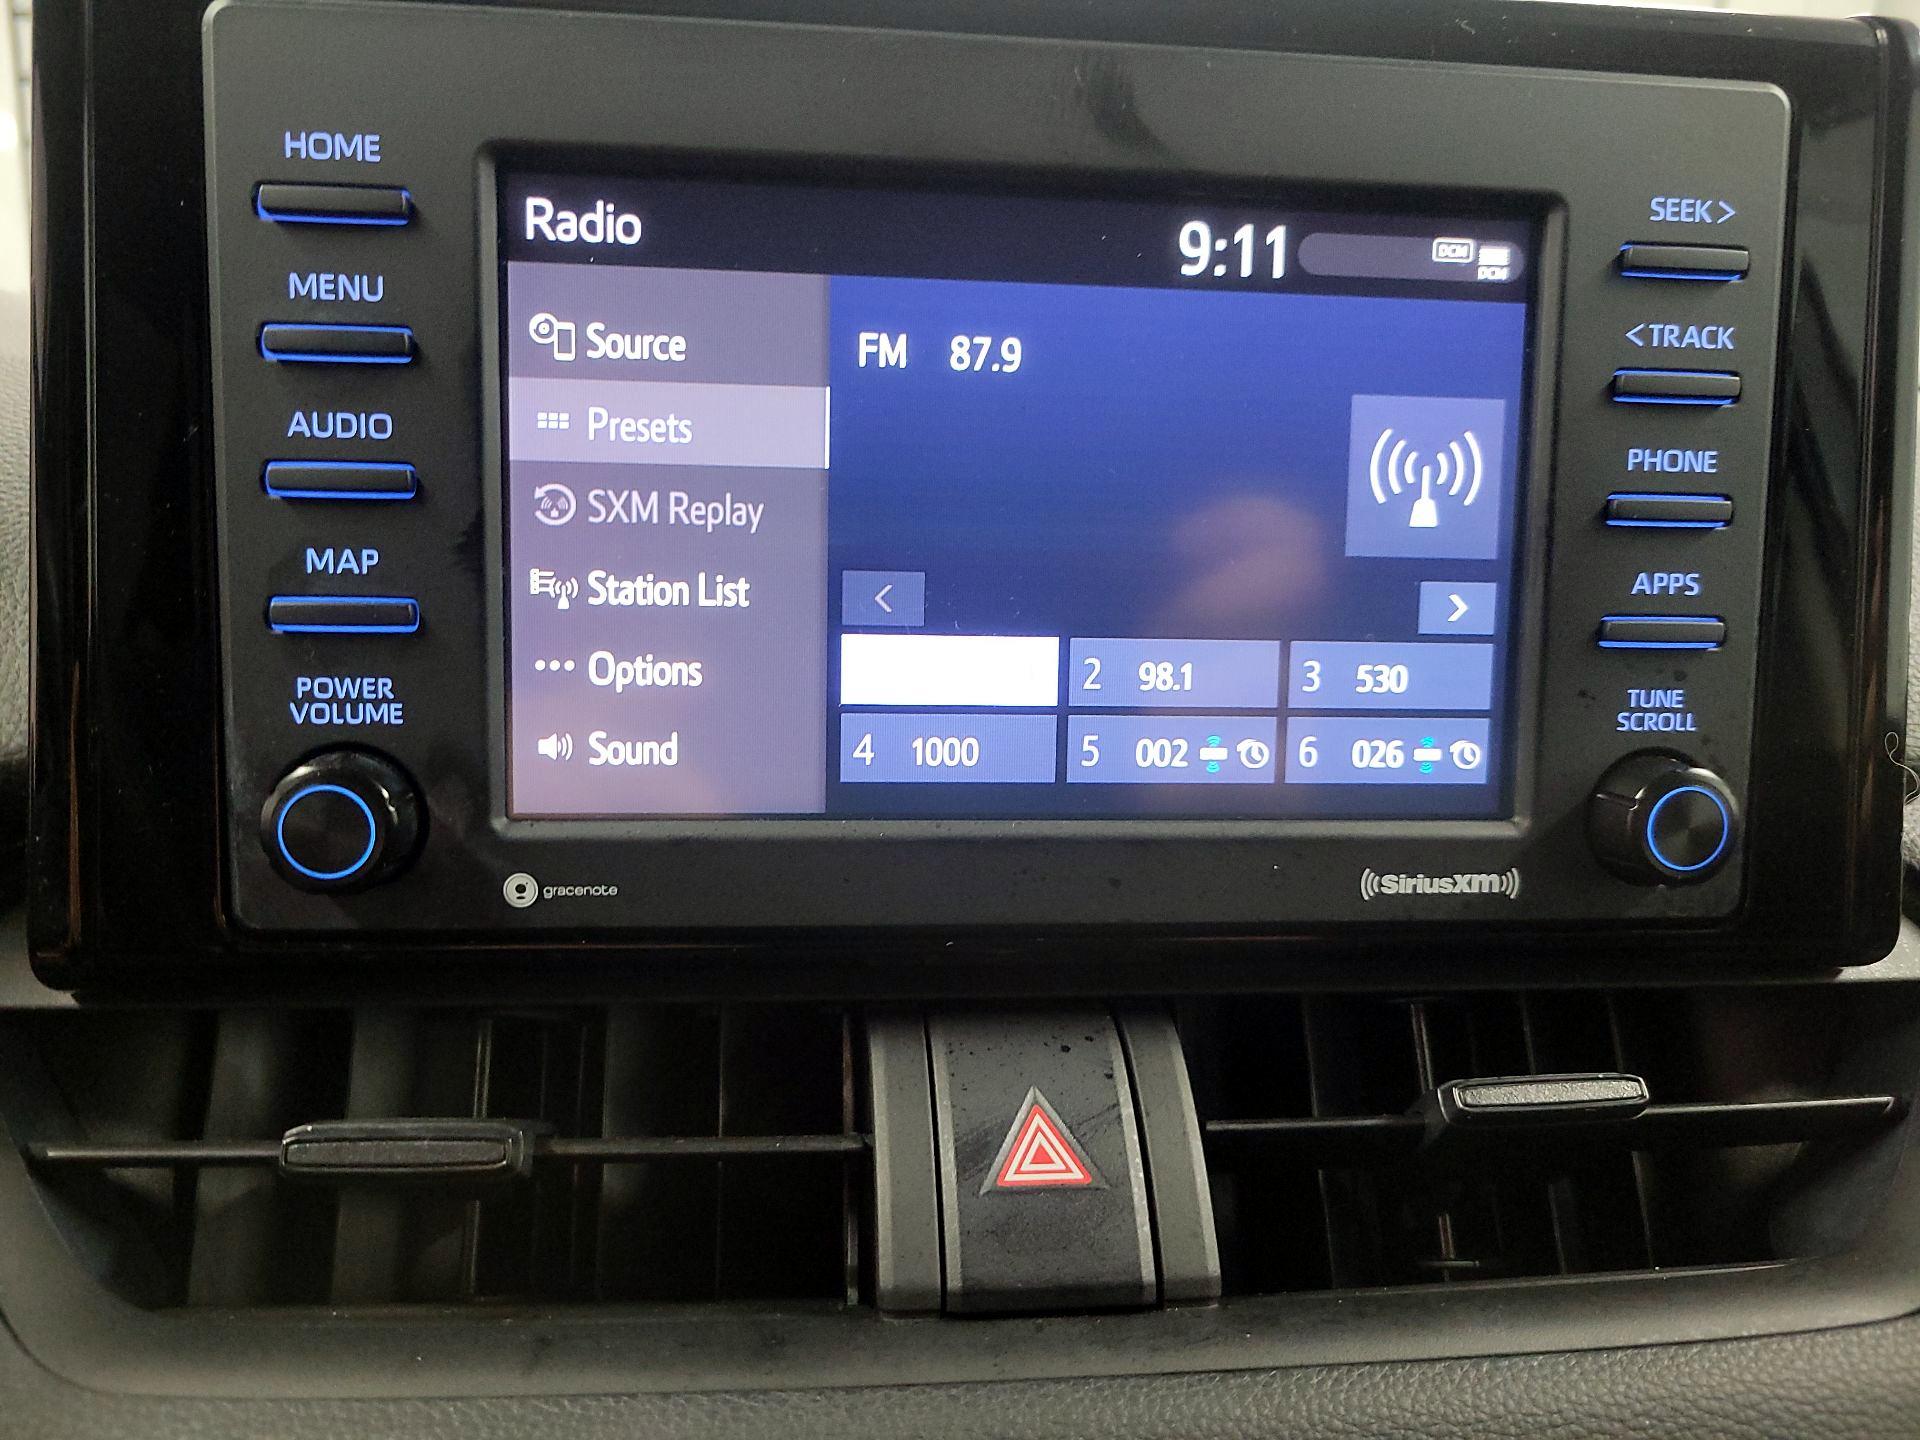 HOME
MENU
AUDIO
MAP
POWER
VOLUME
Radio
9:11
DCM
DCM
Source
Presets
SXM Replay
Station List
Options
Sound
FM 87.9
<
>
2 98.1
3 530
4 1000
5 002
6 026
SEEK >
< TRACK
PHONE
APPS
TUNE
SCROLL
gracenote
((SiriusXM))